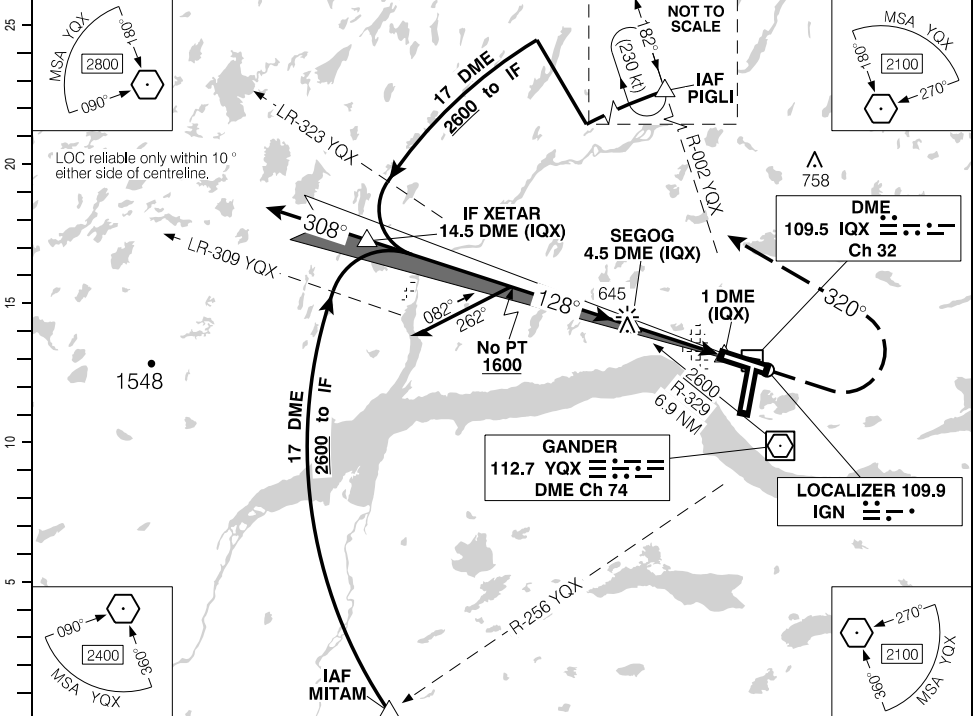 25
20
15
10
5
MSA YQX
180°
2800
090°
NOT TO
SCALE
182°
(230 kt)
IAF
PIGLI
MSA YQX
180°
2100
270°
17 DME
2600 to IF
LR-323 YQX
LOC reliable only within 10°
either side of centreline.
R-002 YQX
758
DME
109.5 IQX
Ch 32
308°
IF XETAR
14.5 DME (IQX)
SEGOG
4.5 DME (IQX)
LR-309 YQX
082°
262°
128°
645
1 DME
(IQX)
320°
No PT
1600
1548
17 DME
2600 to IF
2600
R-329
6.9 NM
GANDER
112.7 YQX
DME Ch 74
LOCALIZER 109.9
IGN
R-256 YQX
090°
360°
2400
MSA YQX
IAF
MITAM
270°
2100
360°
MSA YQX